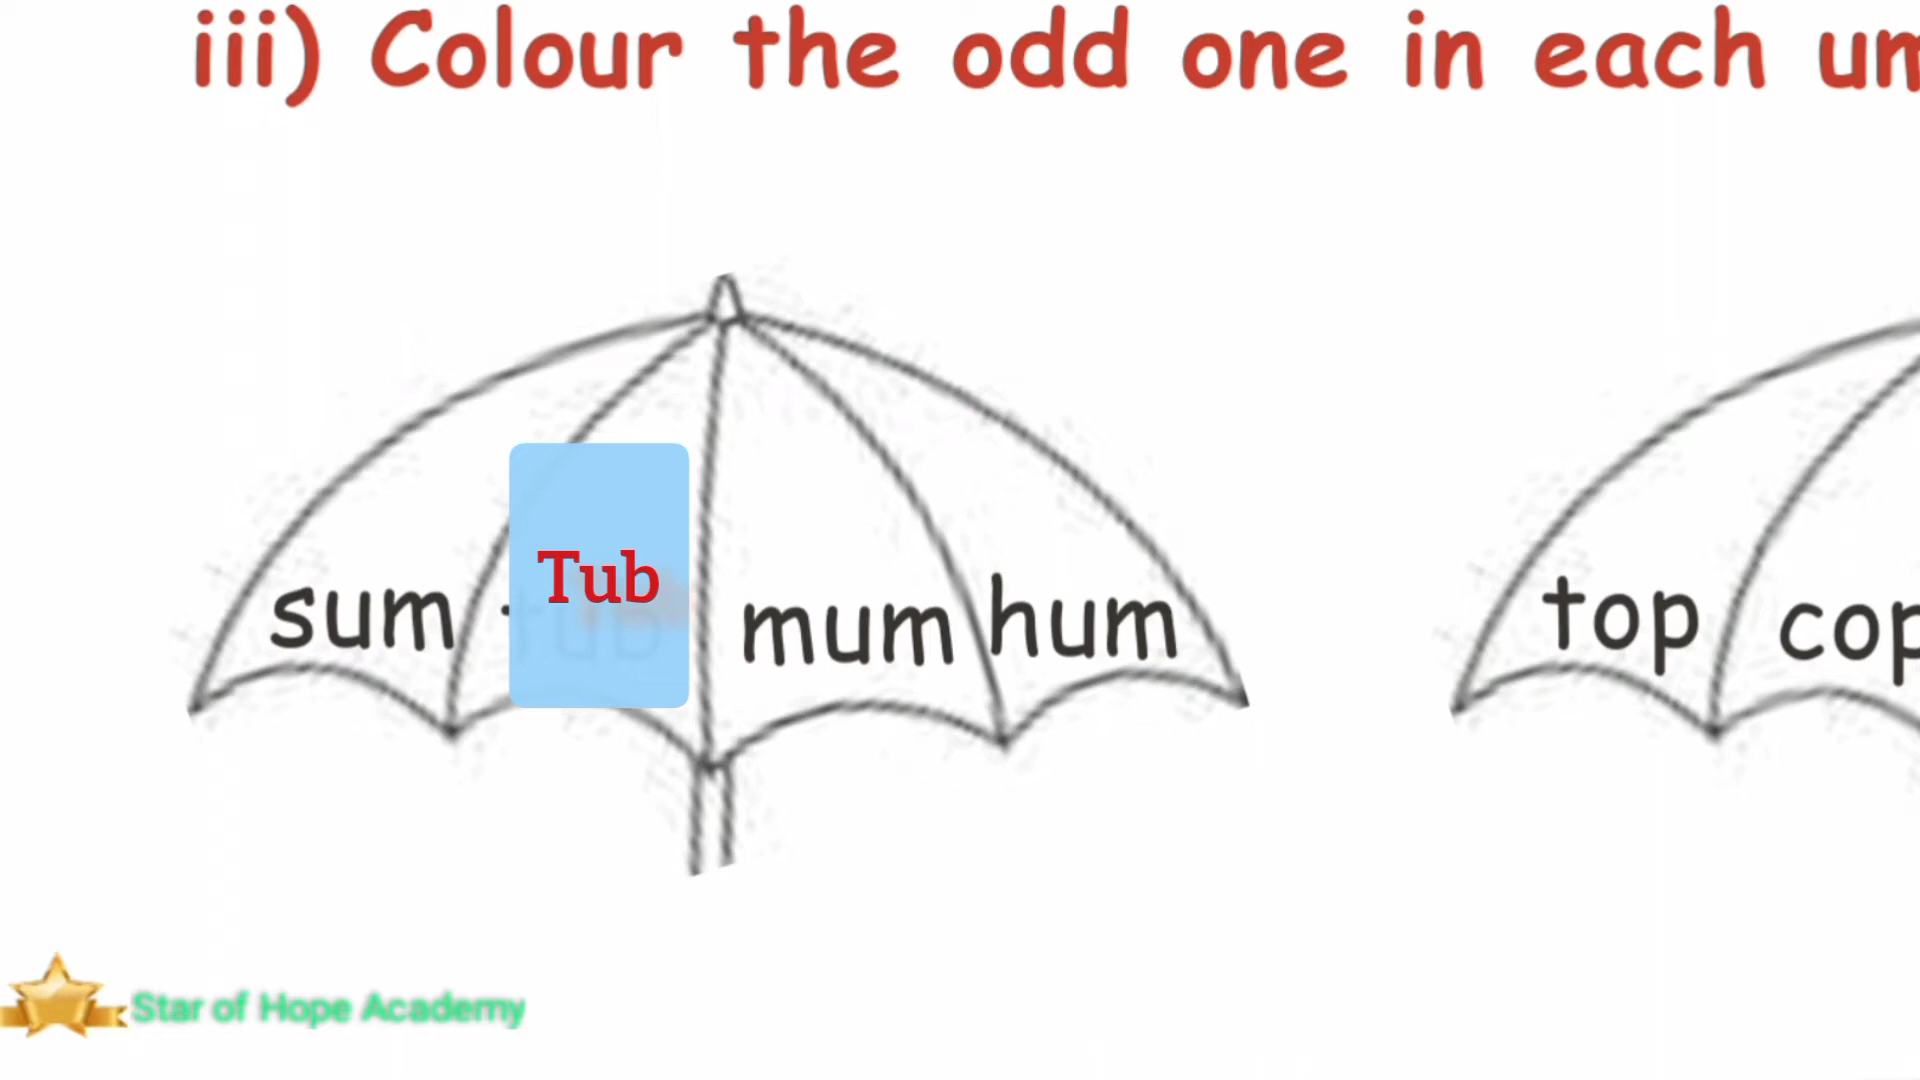 iii) Colour the odd one in each um
sum Tub mum hum
top cop
Star of Hope Academy